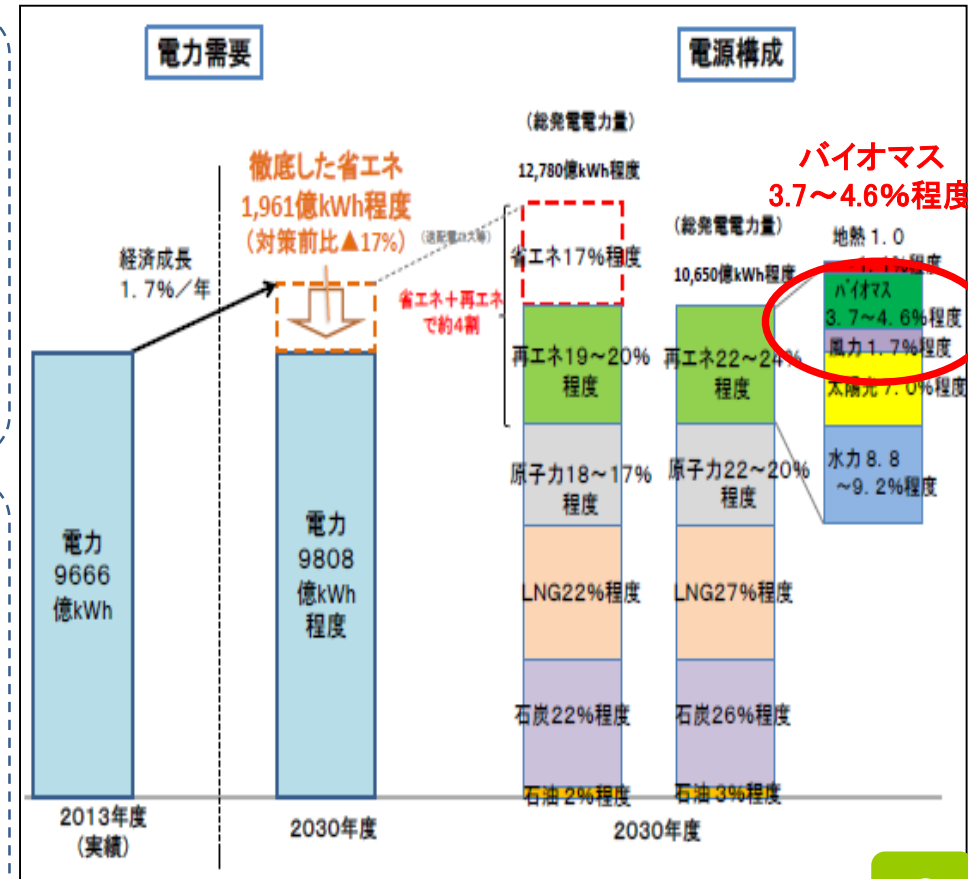 電力需要
電源構成
徹底した省エネ
1,961億kWh程度
(対策前比▲17%)
経済成長
1.7%/年
電力
9666
億kWh
電力
9808
億kWh
程度
2013年度
(実績)
2030年度
(総発電電力量)
12,780億kWh程度
省エネ17%程度
省エネ+再エネ
で約4割
再エネ19~20%
程度
原子力18~17%
程度
LNG22%程度
石炭22%程度
石油2%程度
(総発電電力量)
10,650億kWh程度
再エネ22~24%
程度
原子力22~20%
程度
LNG27%程度
石炭26%程度
石油3%程度
2030年度
バイオマス
3.7~4.6%程度
地熱1.0
程度
バイオマス
3.7~4.6%程度
風力1.7%程度
太陽光7.0%程度
水力8.8
~9.2%程度